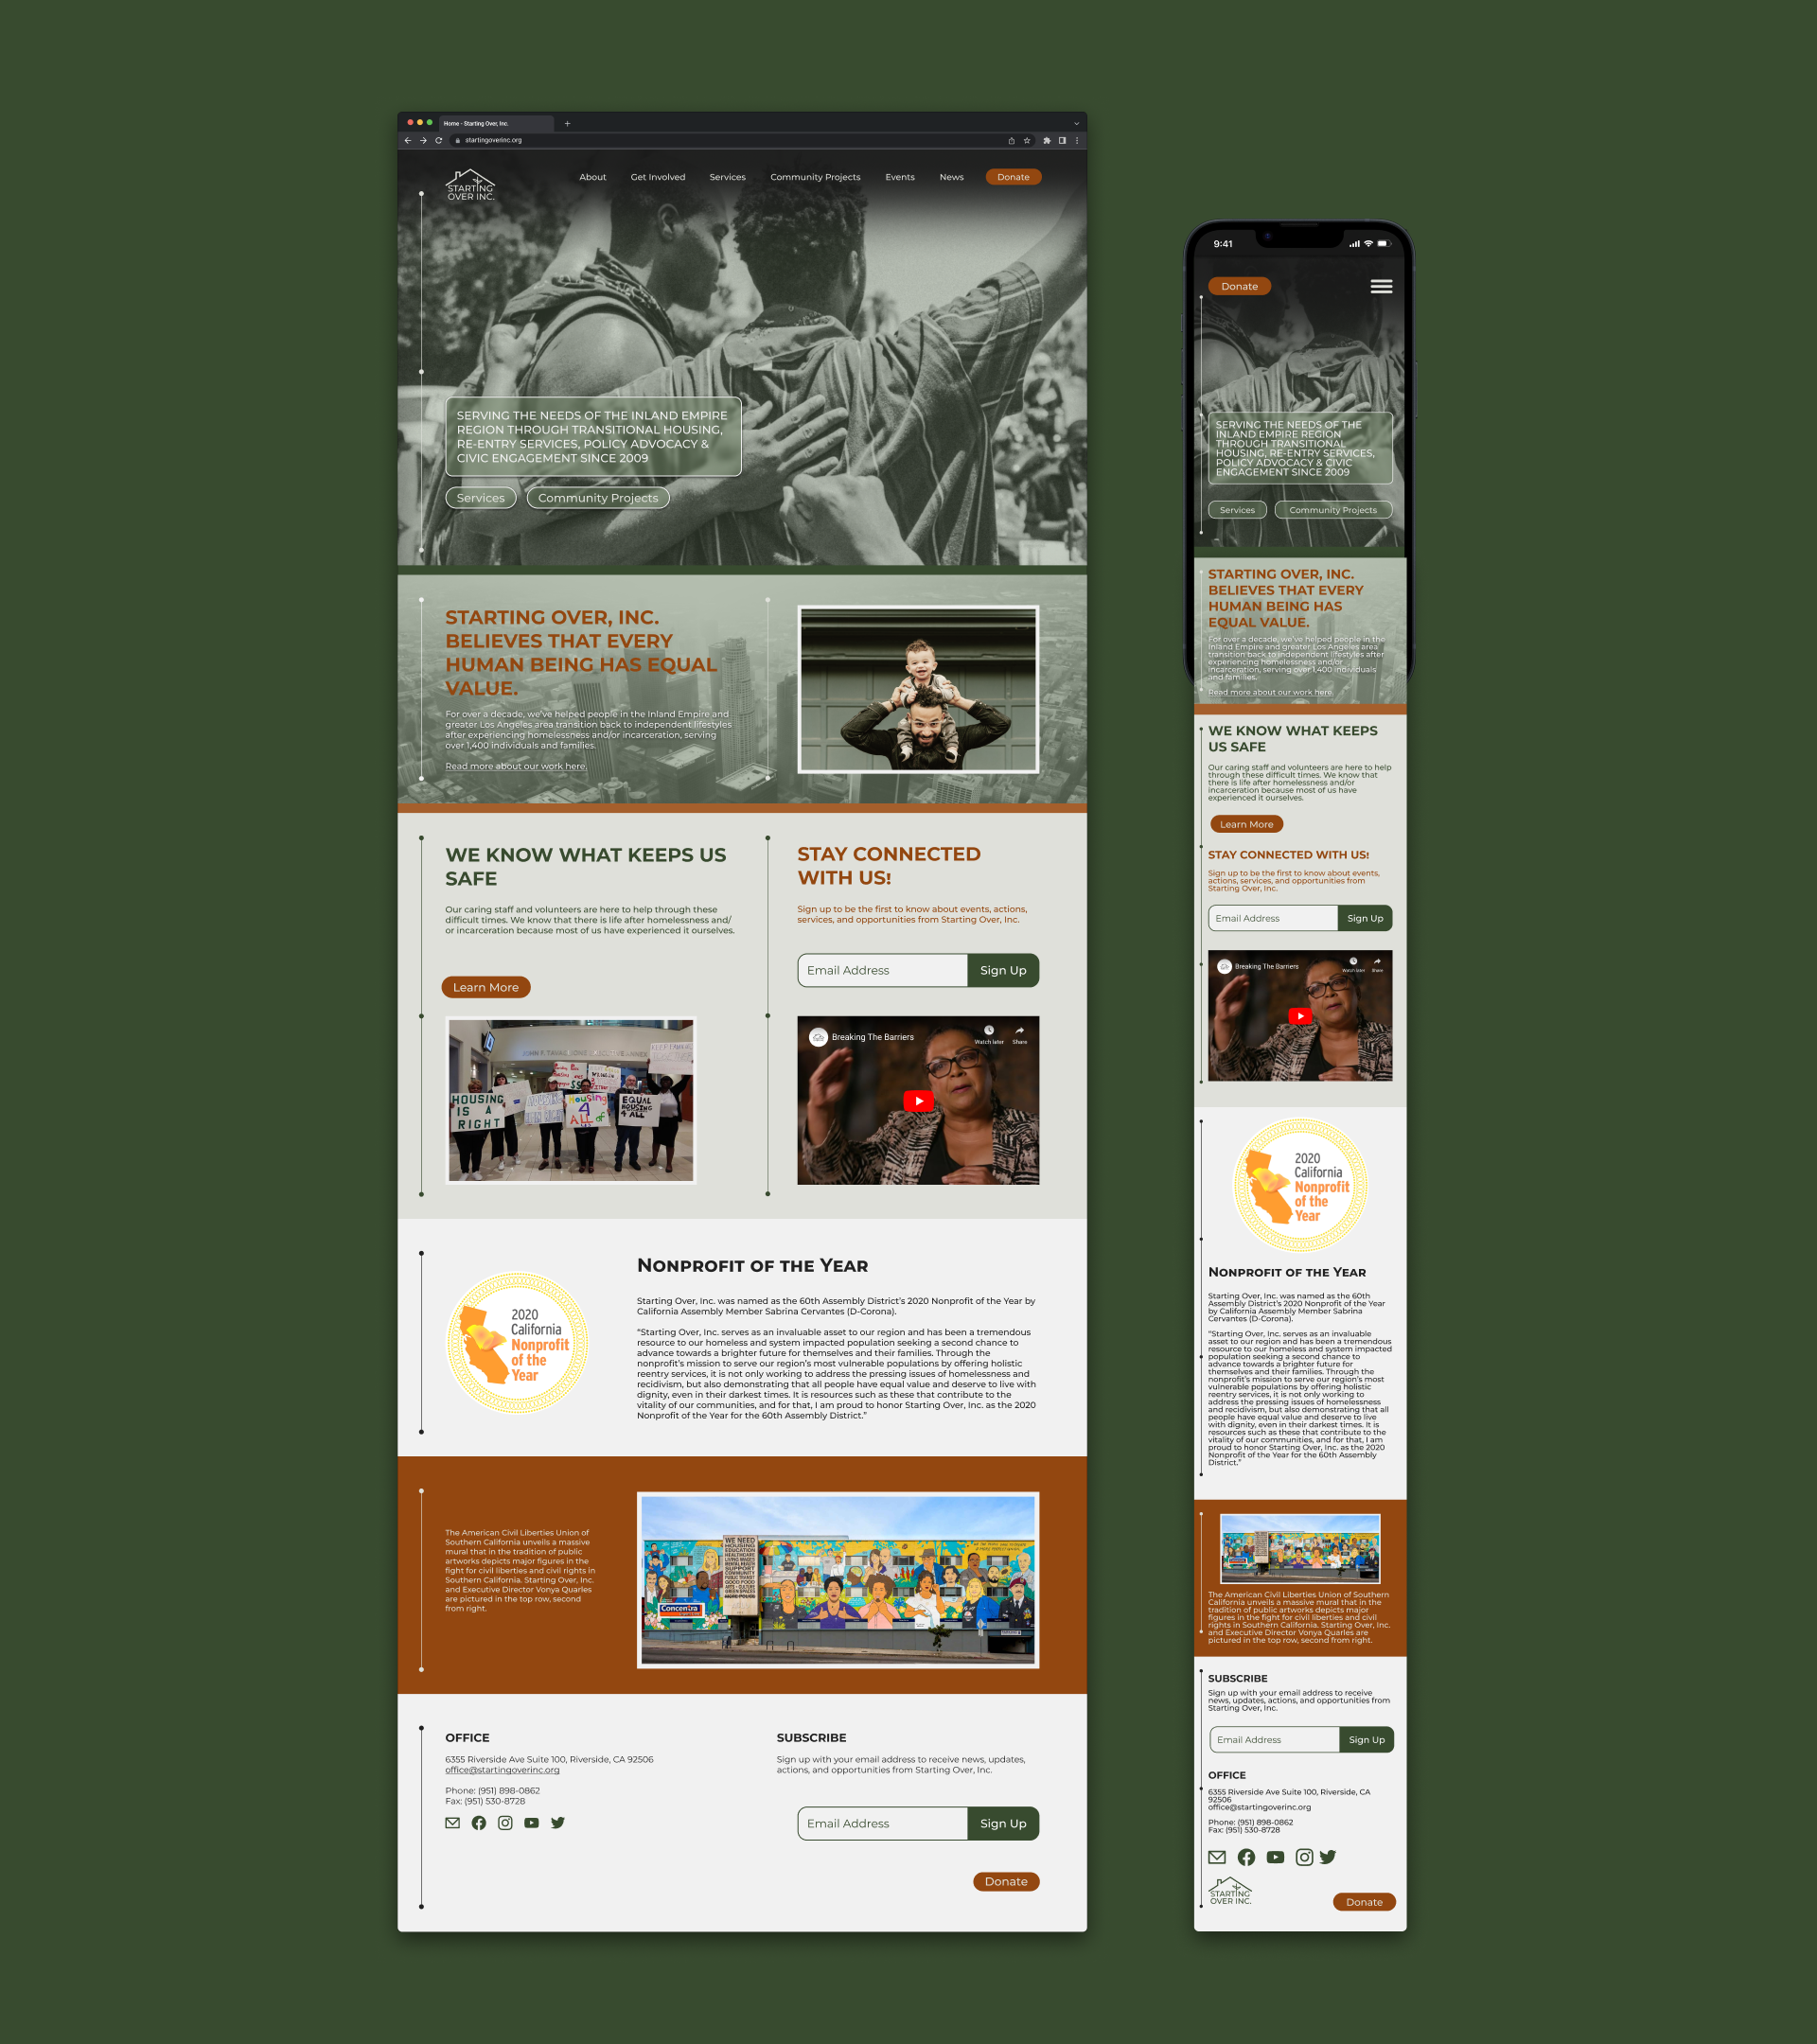 Home - Starting Over, Inc.
startingoverinc.org
STARTING
OVER INC.
About
Get Involved
Services
Community Projects
Events
News
Donate
SERVING THE NEEDS OF THE INLAND EMPIRE
REGION THROUGH TRANSITIONAL HOUSING,
RE-ENTRY SERVICES, POLICY ADVOCACY &
CIVIC ENGAGEMENT SINCE 2009
Services
Community Projects
STARTING OVER, INC.
BELIEVES THAT EVERY
HUMAN BEING HAS EQUAL
VALUE.
For over a decade, we've helped people in the Inland Empire and
greater Los Angeles area transition back to independent lifestyles
after experiencing homelessness and/or incarceration, serving
over 1,400 individuals and families.
Read more about our work here.
WE KNOW WHAT KEEPS US
SAFE
Our caring staff and volunteers are here to help through these
difficult times. We know that there is life after homelessness and/
or incarceration because most of us have experienced it ourselves.
Learn More
HOUSING
IS A
RIGHT
HOUSING
4
ALL
EQUAL
HOUSING
4 ALL
STAY CONNECTED
WITH US!
Sign up to be the first to know about events, actions,
services, and opportunities from Starting Over, Inc.
Email Address
Sign Up
Breaking The Barriers
Watch later
Share
2020
California
Nonprofit
of the
Year
NONPROFIT OF THE YEAR
Starting Over, Inc. was named as the 60th Assembly District's 2020 Nonprofit of the Year by
California Assembly Member Sabrina Cervantes (D-Corona).
“Starting Over, Inc. serves as an invaluable asset to our region and has been a tremendous
resource to our homeless and system impacted population seeking a second chance to
advance towards a brighter future for themselves and their families. Through the
nonprofit's mission to serve our region's most vulnerable populations by offering holistic
reentry services, it is not only working to address the pressing issues of homelessness and
recidivism, but also demonstrating that all people have equal value and deserve to live with
dignity, even in their darkest times. It is resources such as these that contribute to the
vitality of our communities, and for that, I am proud to honor Starting Over, Inc. as the 2020
Nonprofit of the Year for the 60th Assembly District.”
The American Civil Liberties Union of
Southern California unveils a massive
mural that in the tradition of public
artworks depicts major figures in the
fight for civil liberties and civil rights in
Southern California. Starting Over, Inc.
and Executive Director Vonya Quarles
are pictured in the top row, second
from right.
WE NEED
HOUSING
EDUCATION
HEALTHCARE
LIVING WAGES
MENTAL HEALTH
SUPPORT
COMMUNITY
PUBLIC TRANSIT
GOOD FOOD
ARTS + CULTURE
GREEN SPACES
Concentra
OFFICE
6355 Riverside Ave Suite 100, Riverside, CA 92506
office@startingoverinc.org
Phone: (951) 898-0862
Fax: (951) 530-8728
SUBSCRIBE
Sign up with your email address to receive news, updates,
actions, and opportunities from Starting Over, Inc.
Email Address
Sign Up
Donate
9:41
Donate
SERVING THE NEEDS OF THE
INLAND EMPIRE REGION
THROUGH TRANSITIONAL
HOUSING, RE-ENTRY SERVICES,
POLICY ADVOCACY & CIVIC
ENGAGEMENT SINCE 2009
Services
Community Projects
STARTING OVER, INC.
BELIEVES THAT EVERY
HUMAN BEING HAS
EQUAL VALUE.
For over a decade, we've helped people in the
Inland Empire and greater Los Angeles area
transition back to independent lifestyles after
experiencing homelessness and/or
incarceration, serving over 1,400 individuals
and families.
Read more about our work here.
WE KNOW WHAT KEEPS
US SAFE
Our caring staff and volunteers are here to help
through these difficult times. We know that
there is life after homelessness and/or
incarceration because most of us have
experienced it ourselves.
Learn More
STAY CONNECTED WITH US!
Sign up to be the first to know about events,
actions, services, and opportunities from
Starting Over, Inc.
Email Address
Sign Up
Breaking The Barriers
Watch later
Share
2020
California
Nonprofit
of the
Year
NONPROFIT OF THE YEAR
Starting Over, Inc. was named as the 60th
Assembly District's 2020 Nonprofit of the Year
by California Assembly Member Sabrina
Cervantes (D-Corona).
“Starting Over, Inc. serves as an invaluable
asset to our region and has been a tremendous
resource to our homeless and system impacted
population seeking a second chance to
advance towards a brighter future for
themselves and their families. Through the
nonprofit's mission to serve our region's most
vulnerable populations by offering holistic
reentry services, it is not only working to
address the pressing issues of homelessness
and recidivism, but also demonstrating that all
people have equal value and deserve to live
with dignity, even in their darkest times. It is
resources such as these that contribute to the
vitality of our communities, and for that, I am
proud to honor Starting Over, Inc. as the 2020
Nonprofit of the Year for the 60th Assembly
District.”
The American Civil Liberties Union of Southern
California unveils a massive mural that in the
tradition of public artworks depicts major
figures in the fight for civil liberties and civil
rights in Southern California. Starting Over, Inc.
and Executive Director Vonya Quarles are
pictured in the top row, second from right.
SUBSCRIBE
Sign up with your email address to receive
news, updates, actions, and opportunities from
Starting Over, Inc.
Email Address
Sign Up
OFFICE
6355 Riverside Ave Suite 100, Riverside, CA
92506
office@startingoverinc.org
Phone: (951) 898-0862
Fax: (951) 530-8728
STARTING
OVER INC.
Donate